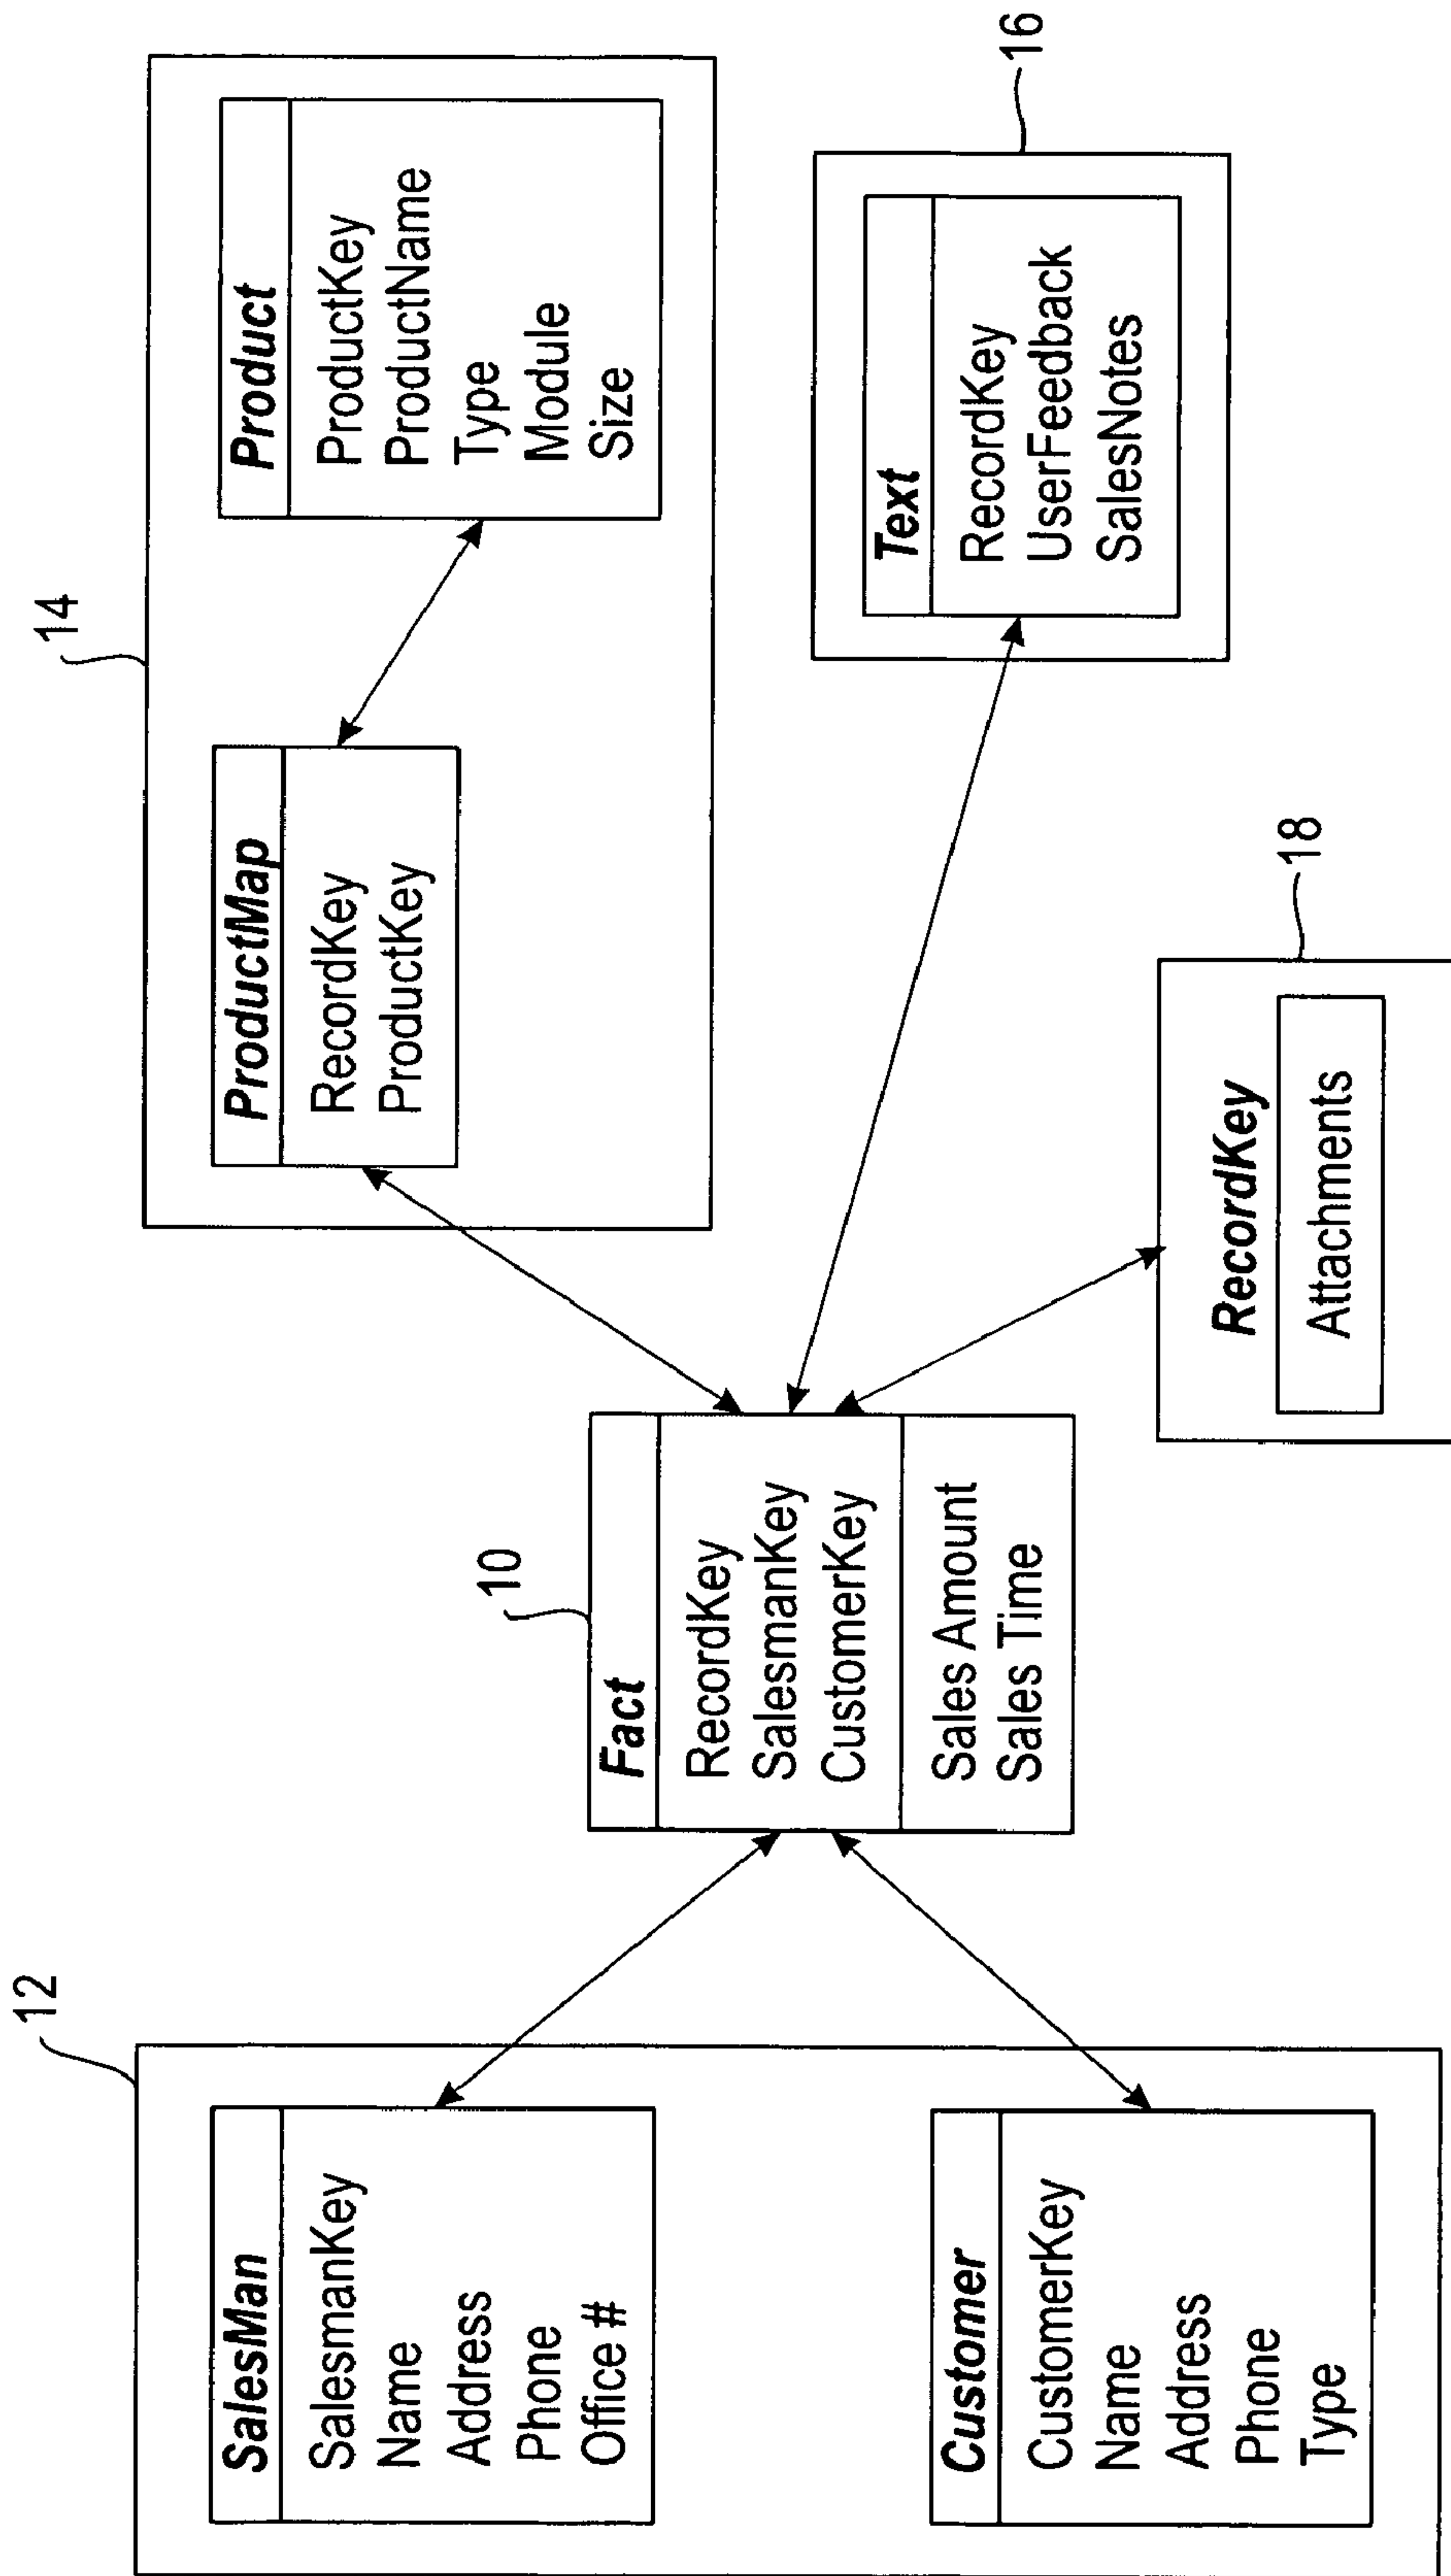 12
SalesMan
SalesmanKey
Name
Address
Phone
Office #
Customer
CustomerKey
Name
Address
Phone
Type
10
Fact
RecordKey
SalesmanKey
CustomerKey
Sales Amount
Sales Time
14
ProductMap
RecordKey
ProductKey
Product
ProductKey
ProductName
Type
Module
Size
16
Text
RecordKey
UserFeedback
SalesNotes
18
RecordKey
Attachments